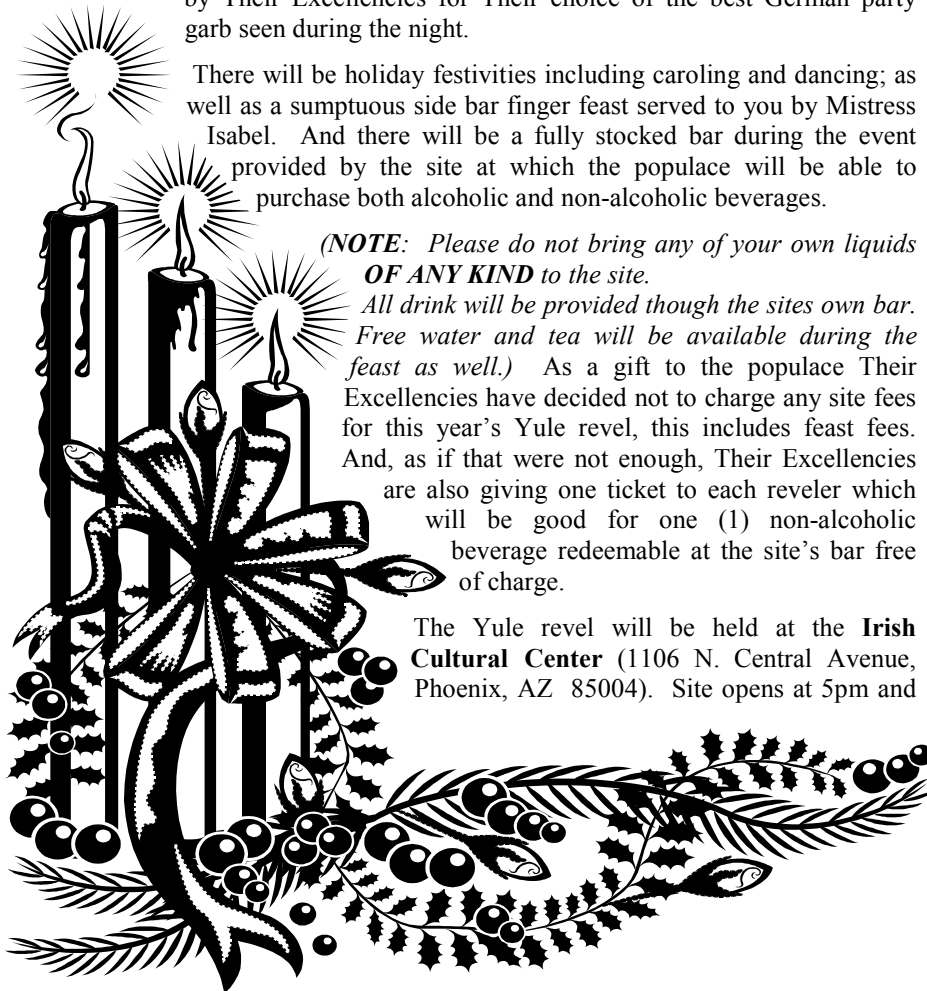 by Their Excellencies for Their choice of the best German party
garb seen during the night.
There will be holiday festivities including caroling and dancing; as
well as a sumptuous side bar finger feast served to you by Mistress
Isabel. And there will be a fully stocked bar during the event
provided by the site at which the populace will be able to
purchase both alcoholic and non-alcoholic beverages.
(NOTE: Please do not bring any of your own liquids
OF ANY KIND to the site.
All drink will be provided though the sites own bar.
Free water and tea will be available during the
feast as well.) As a gift to the populace Their
Excellencies have decided not to charge any site fees
for this year's Yule revel, this includes feast fees.
And, as if that were not enough, Their Excellencies
are also giving one ticket to each reveler which
will be good for one (1) non-alcoholic
beverage redeemable at the site's bar free
of charge.
The Yule revel will be held at the Irish
Cultural Center (1106 N. Central Avenue,
Phoenix, AZ 85004). Site opens at 5pm and